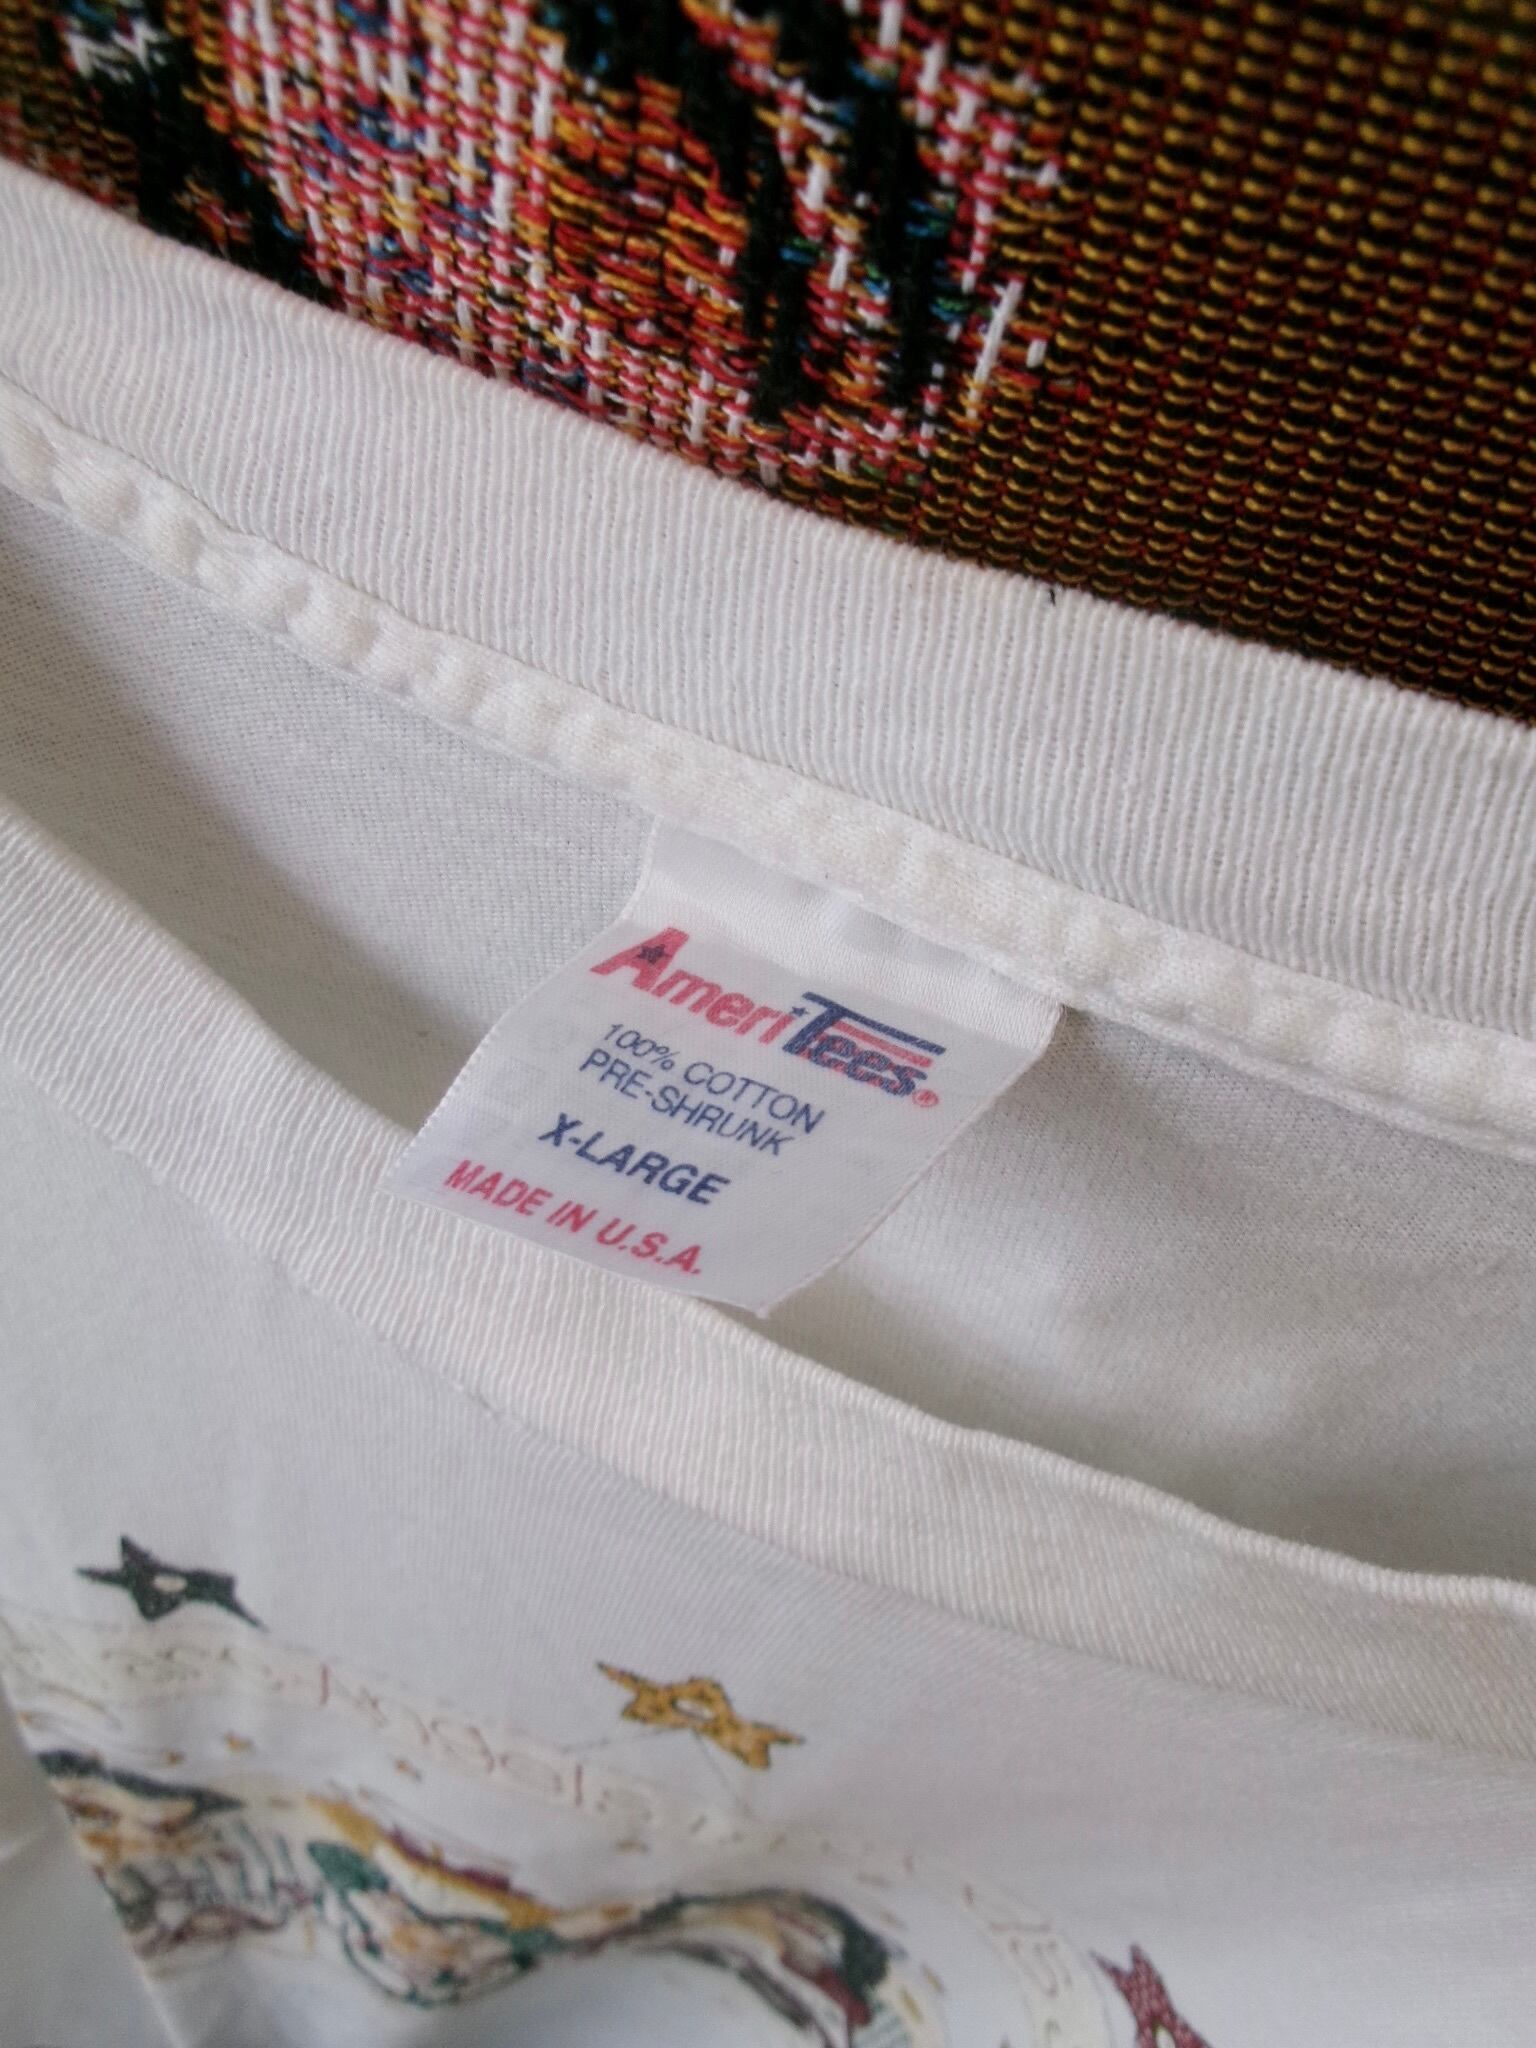 AmeriTees®
100% COTTON
PRE-SHRUNK
X-LARGE
MADE IN U.S.A.